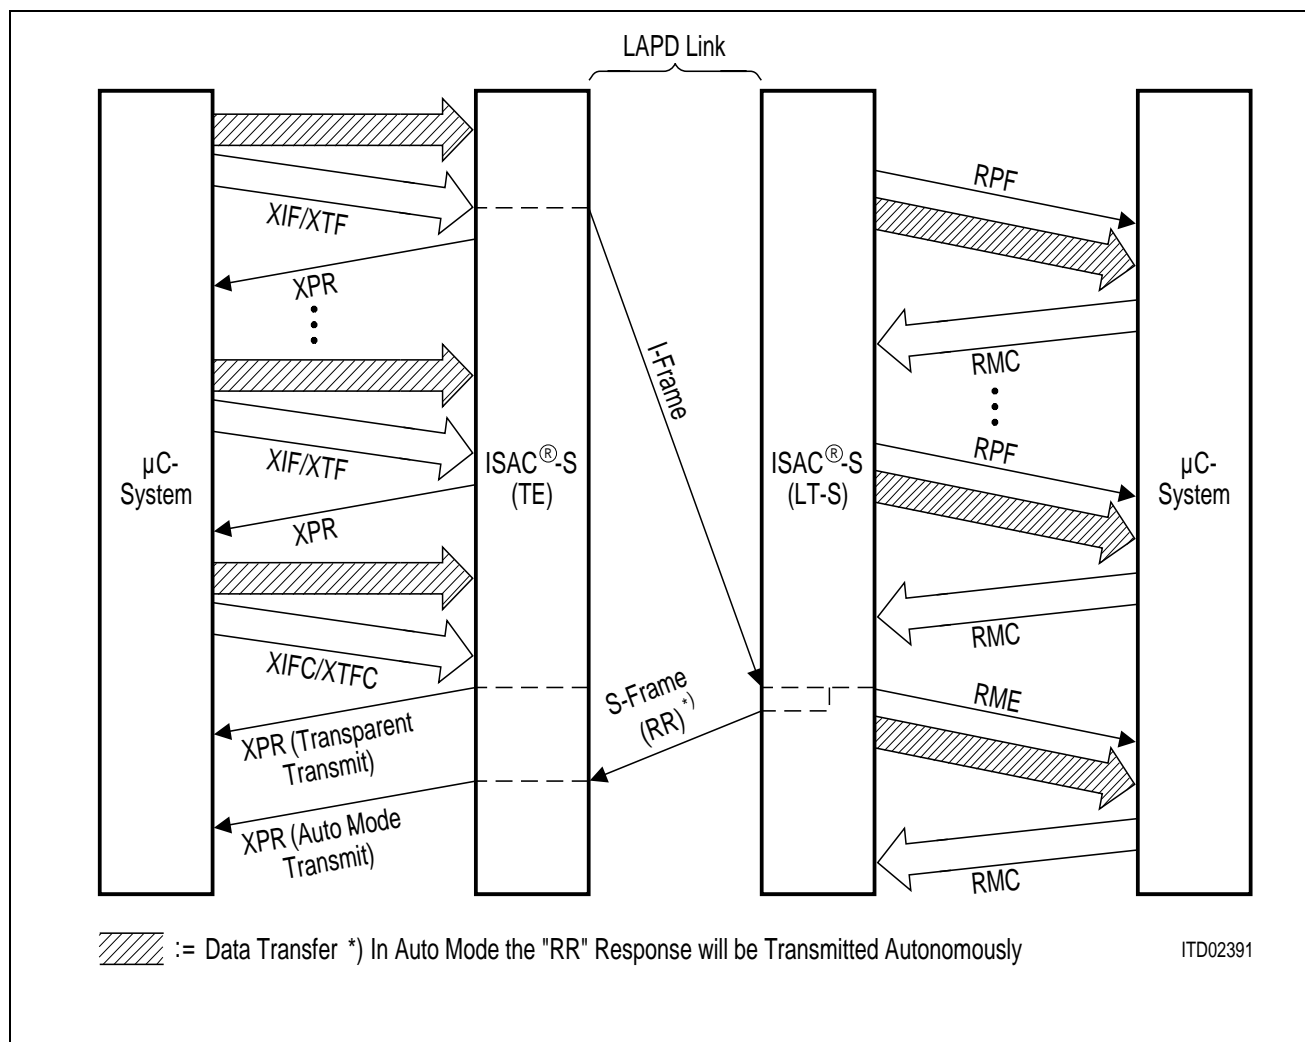 LAPD Link
µC-
System
XIF/XTF
XPR
XIF/XTF
XPR
XIFC/XTFC
XPR (Transparent
Transmit)
XPR (Auto Mode
Transmit)
ISAC®-S
(TE)
I-Frame
S-Frame
(RR)*)
ISAC®-S
(LT-S)
RPF
RMC
RPF
RMC
RME
RMC
µC-
System
:= Data Transfer *) In Auto Mode the "RR" Response will be Transmitted Autonomously
ITD02391